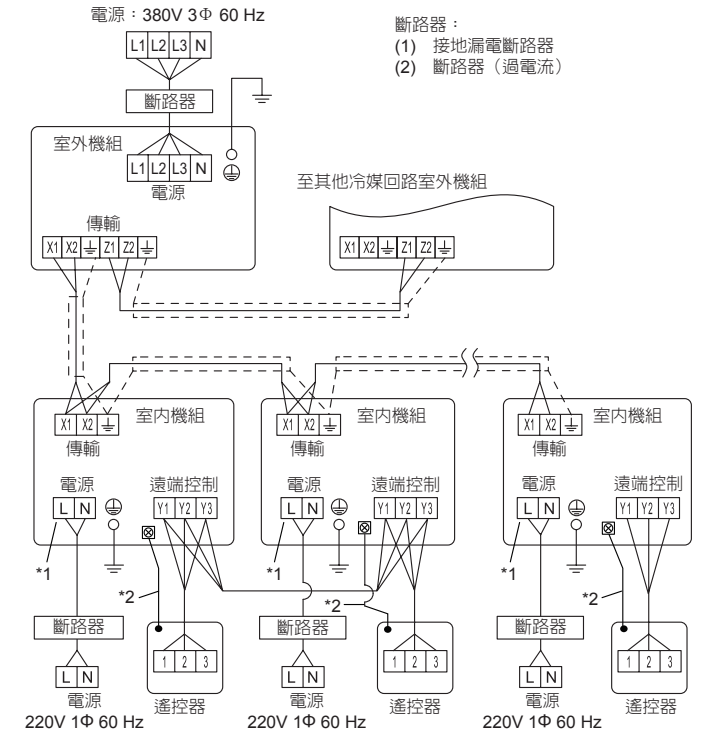 電源：380V 3Φ 60 Hz
L1 L2 L3 N
斷路器
斷路器：
(1) 接地漏電斷路器
(2) 斷路器（過電流）
室外機組
L1 L2 L3 N
電源
傳輸
X1 X2 Z1 Z2
至其他冷媒回路室外機組
X1 X2 Z1 Z2
室內機組
X1 X2
傳輸
電源
遠端控制
L N
Y1 Y2 Y3
*1
*2
斷路器
L N
電源
220V 1Φ 60 Hz
1 2 3
遙控器
室內機組
X1 X2
傳輸
電源
遠端控制
L N
Y1 Y2 Y3
*1
*2
斷路器
L N
電源
220V 1Φ 60 Hz
1 2 3
遙控器
室內機組
X1 X2
傳輸
電源
遠端控制
L N
Y1 Y2 Y3
*1
*2
斷路器
L N
電源
220V 1Φ 60 Hz
1 2 3
遙控器